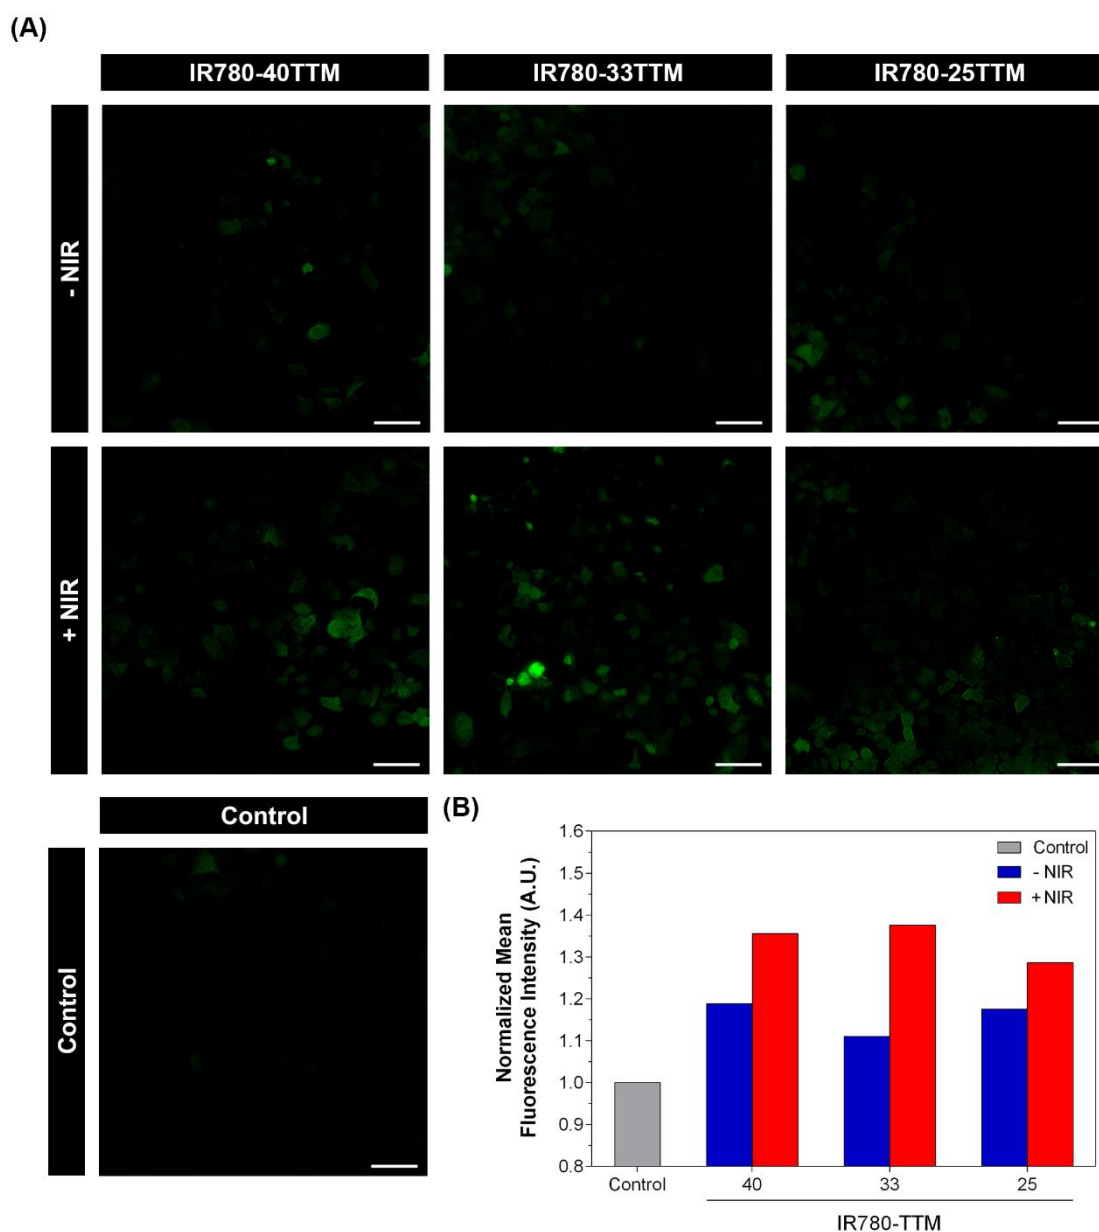 (A)
IR780-40TTM
IR780-33TTM
IR780-25TTM
- NIR
+ NIR
Control
Control
(B)
Normalized Mean
Fluorescence Intensity (A.U.)
1.6
1.5
1.4
1.3
1.2
1.1
1.0
0.9
0.8
Control
- NIR
+ NIR
Control
40
33
25
IR780-TTM